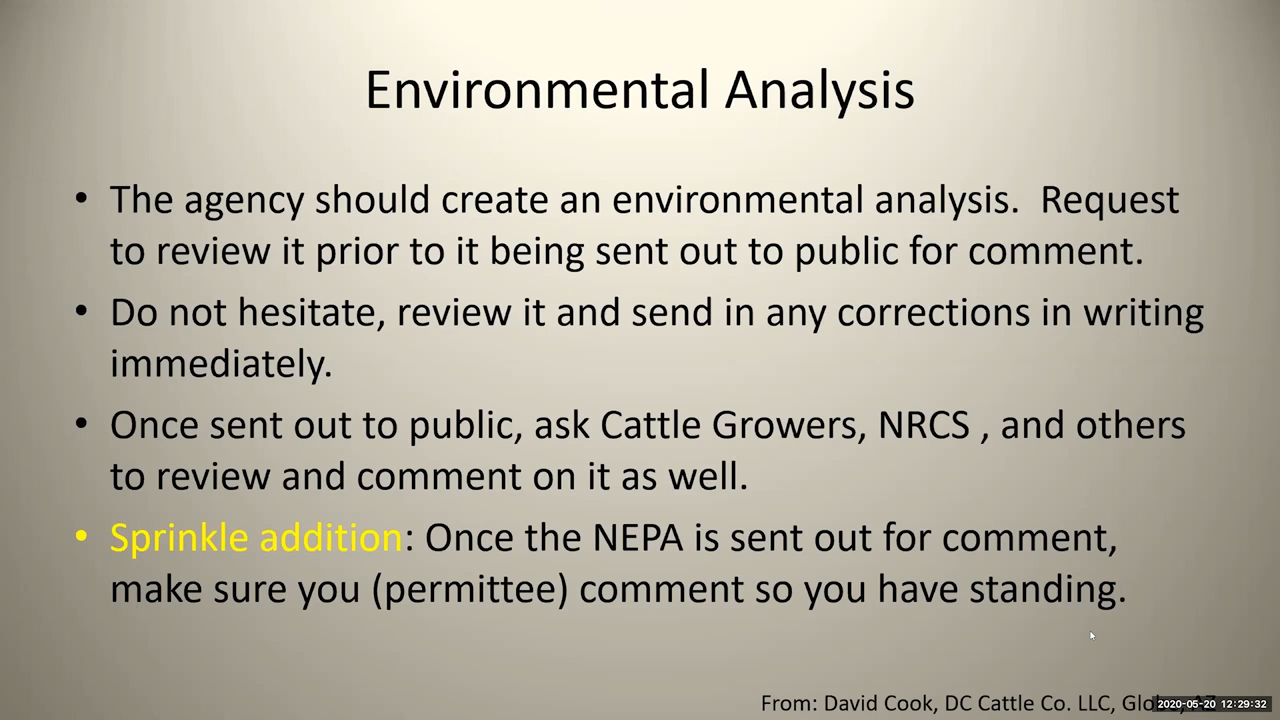 Environmental Analysis
• The agency should create an environmental analysis.  Request
to review it prior to it being sent out to public for comment.
• Do not hesitate, review it and send in any corrections in writing
immediately.
• Once sent out to public, ask Cattle Growers, NRCS , and others
to review and comment on it as well.
• Sprinkle addition: Once the NEPA is sent out for comment,
make sure you (permittee) comment so you have standing.
From: David Cook, DC Cattle Co. LLC,
2020-05-20 12:29:32